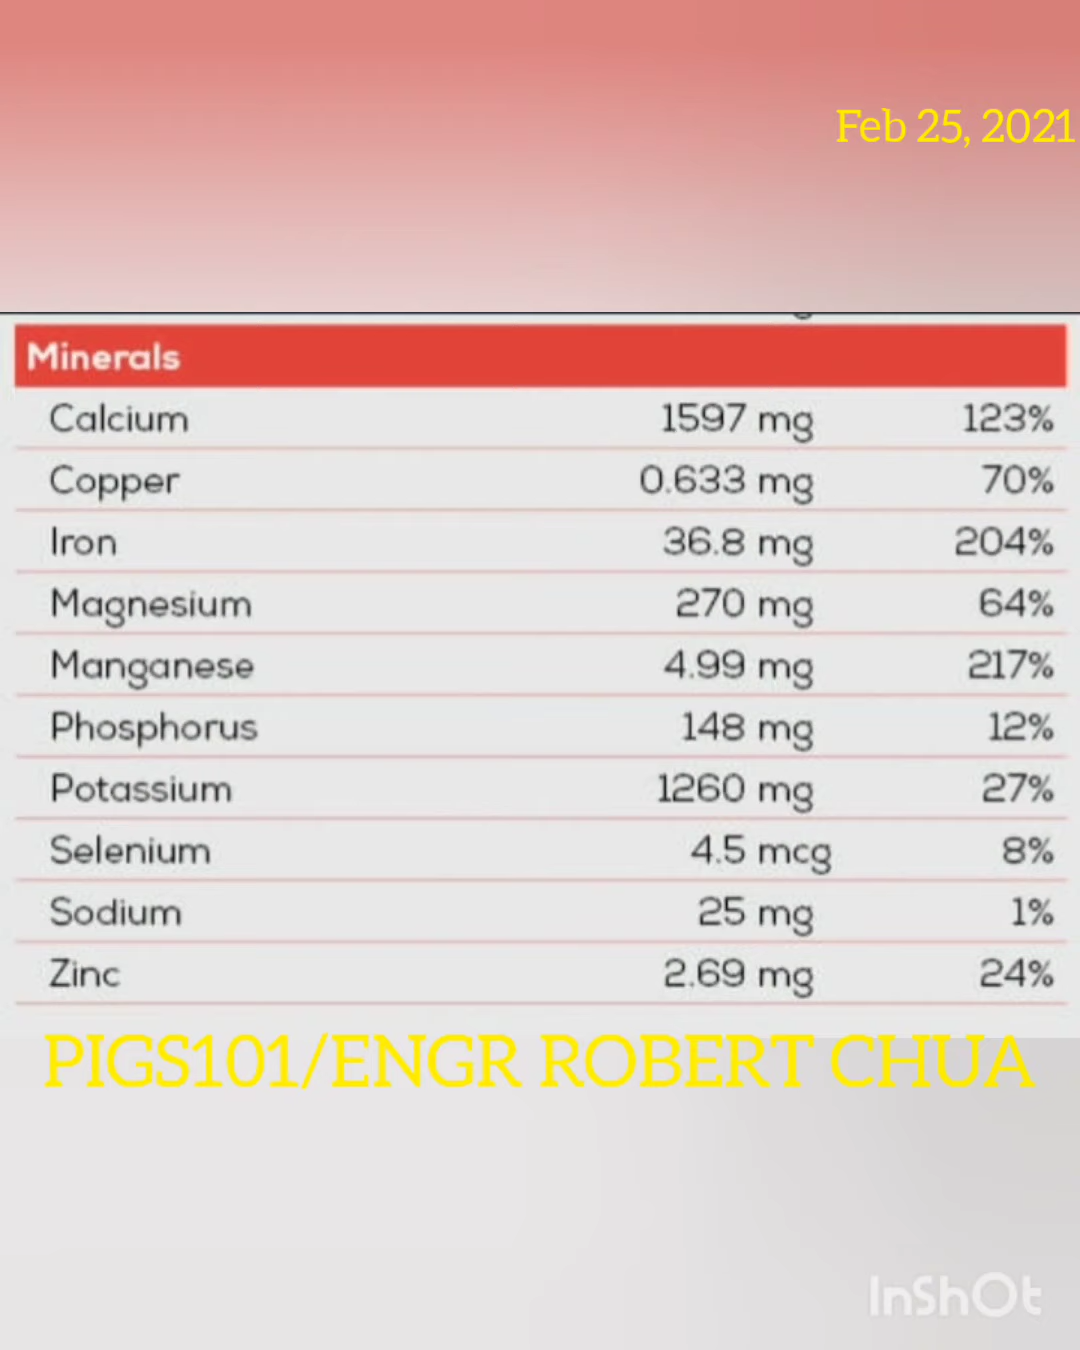 Feb 25, 2021
Minerals
Calcium 1597 mg 123%
Copper 0.633 mg 70%
Iron 36.8 mg 204%
Magnesium 270 mg 64%
Manganese 4.99 mg 217%
Phosphorus 148 mg 12%
Potassium 1260 mg 27%
Selenium 4.5 mcg 8%
Sodium 25 mg 1%
Zinc 2.69 mg 24%
PIGS101/ENGR ROBERT CHUA
InShOt